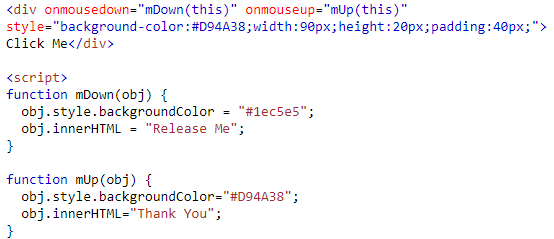 <div onmousedown="mDown(this)" onmouseup="mUp(this)"
style="background-color:#D94A38;width:90px;height:20px;padding:40px;">
Click Me</div>

<script>
function mDown(obj) {
  obj.style.backgroundColor = "#1ec5e5";
  obj.innerHTML = "Release Me";
}

function mUp(obj) {
  obj.style.backgroundColor="#D94A38";
  obj.innerHTML="Thank You";
}